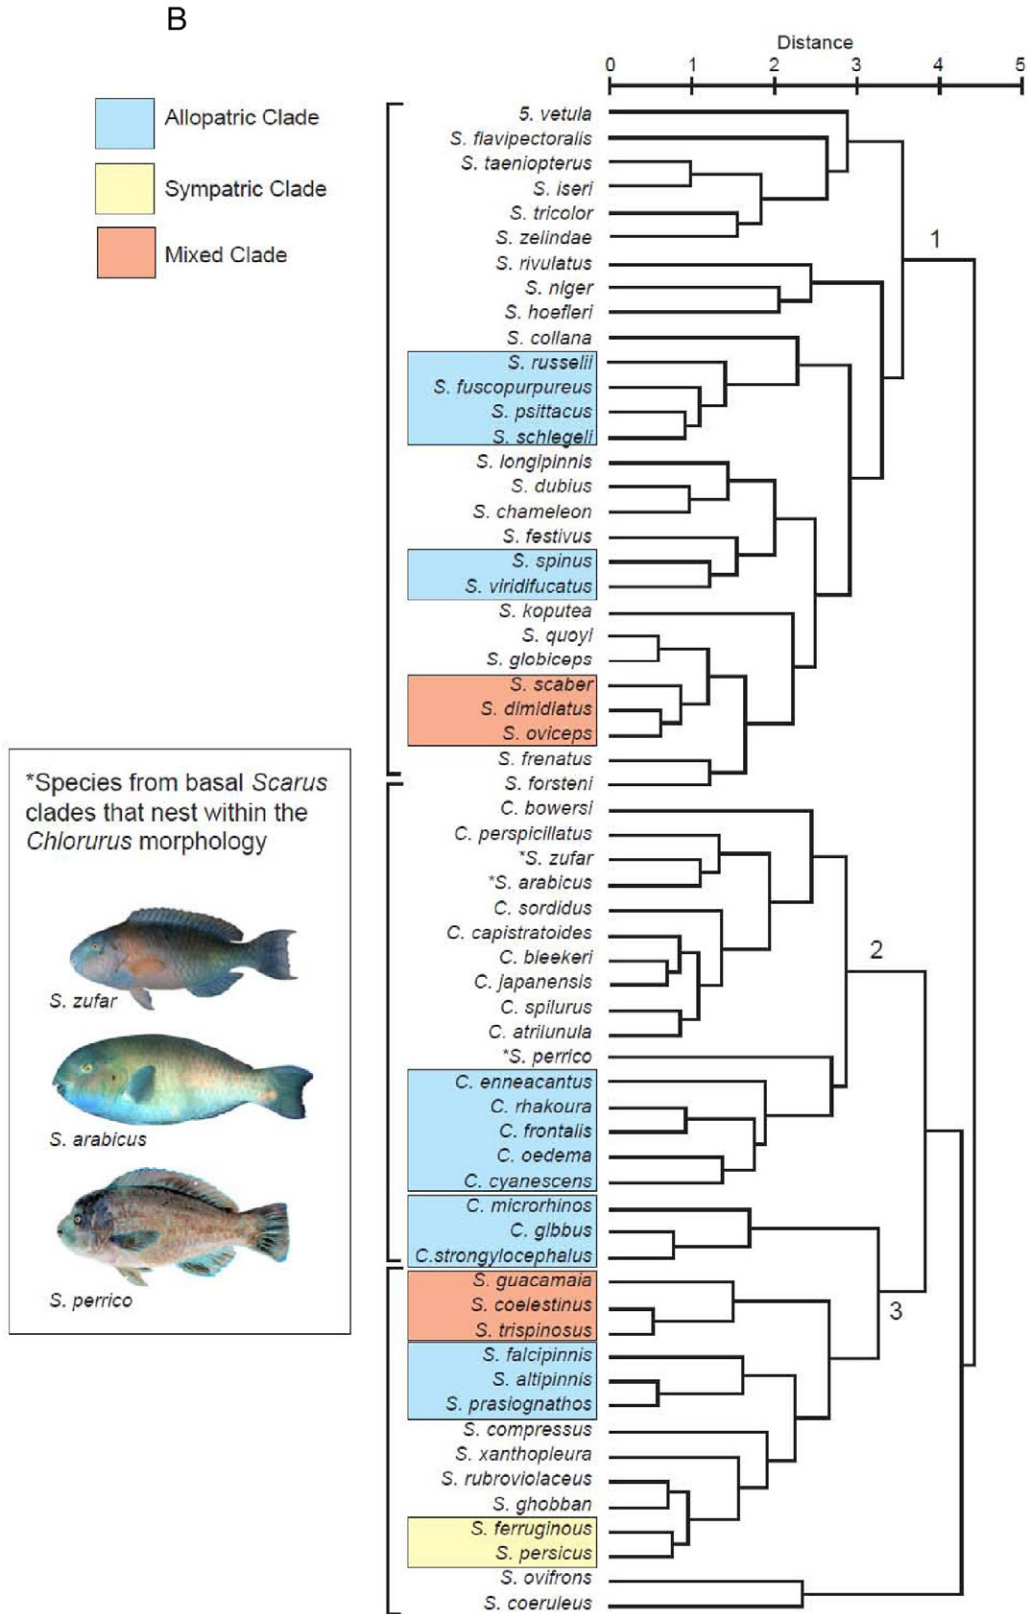 B
Distance
0 1 2 3 4 5
Allopatric Clade
Sympatric Clade
Mixed Clade
5. vetula
S. flavipectoralis
S. taeniopterus
S. iseri
S. tricolor
S. zelindae
S. rivulatus
S. niger
S. hoefleri
S. collana
S. russelii
S. fuscopurpureus
S. psittacus
S. schlegeli
S. longipinnis
S. dubius
S. chameleon
S. festivus
S. spinus
S. viridifucatus
S. koputea
S. quoyi
S. globiceps
S. scaber
S. dimidiatus
S. oviceps
S. frenatus
S. forsteni
C. bowersi
C. perspicillatus
*S. zufar
*S. arabicus
C. sordidus
C. capistratoides
C. bleekeri
C. japanensis
C. spilurus
C. atrilunula
*S. perrico
C. enneacantus
C. rhakoura
C. frontalis
C. oedema
C. cyanescens
C. microrhinos
C. gibbus
C.strongylocephalus
S. guacamaia
S. coelestinus
S. trispinosus
S. falcipinnis
S. altipinnis
S. prasiognathos
S. compressus
S. xanthopleura
S. rubroviolaceus
S. ghobban
S. ferruginous
S. persicus
S. ovifrons
S. coeruleus
1
2
3
*Species from basal Scarus
clades that nest within the
Chlorurus morphology
S. zufar
S. arabicus
S. perrico